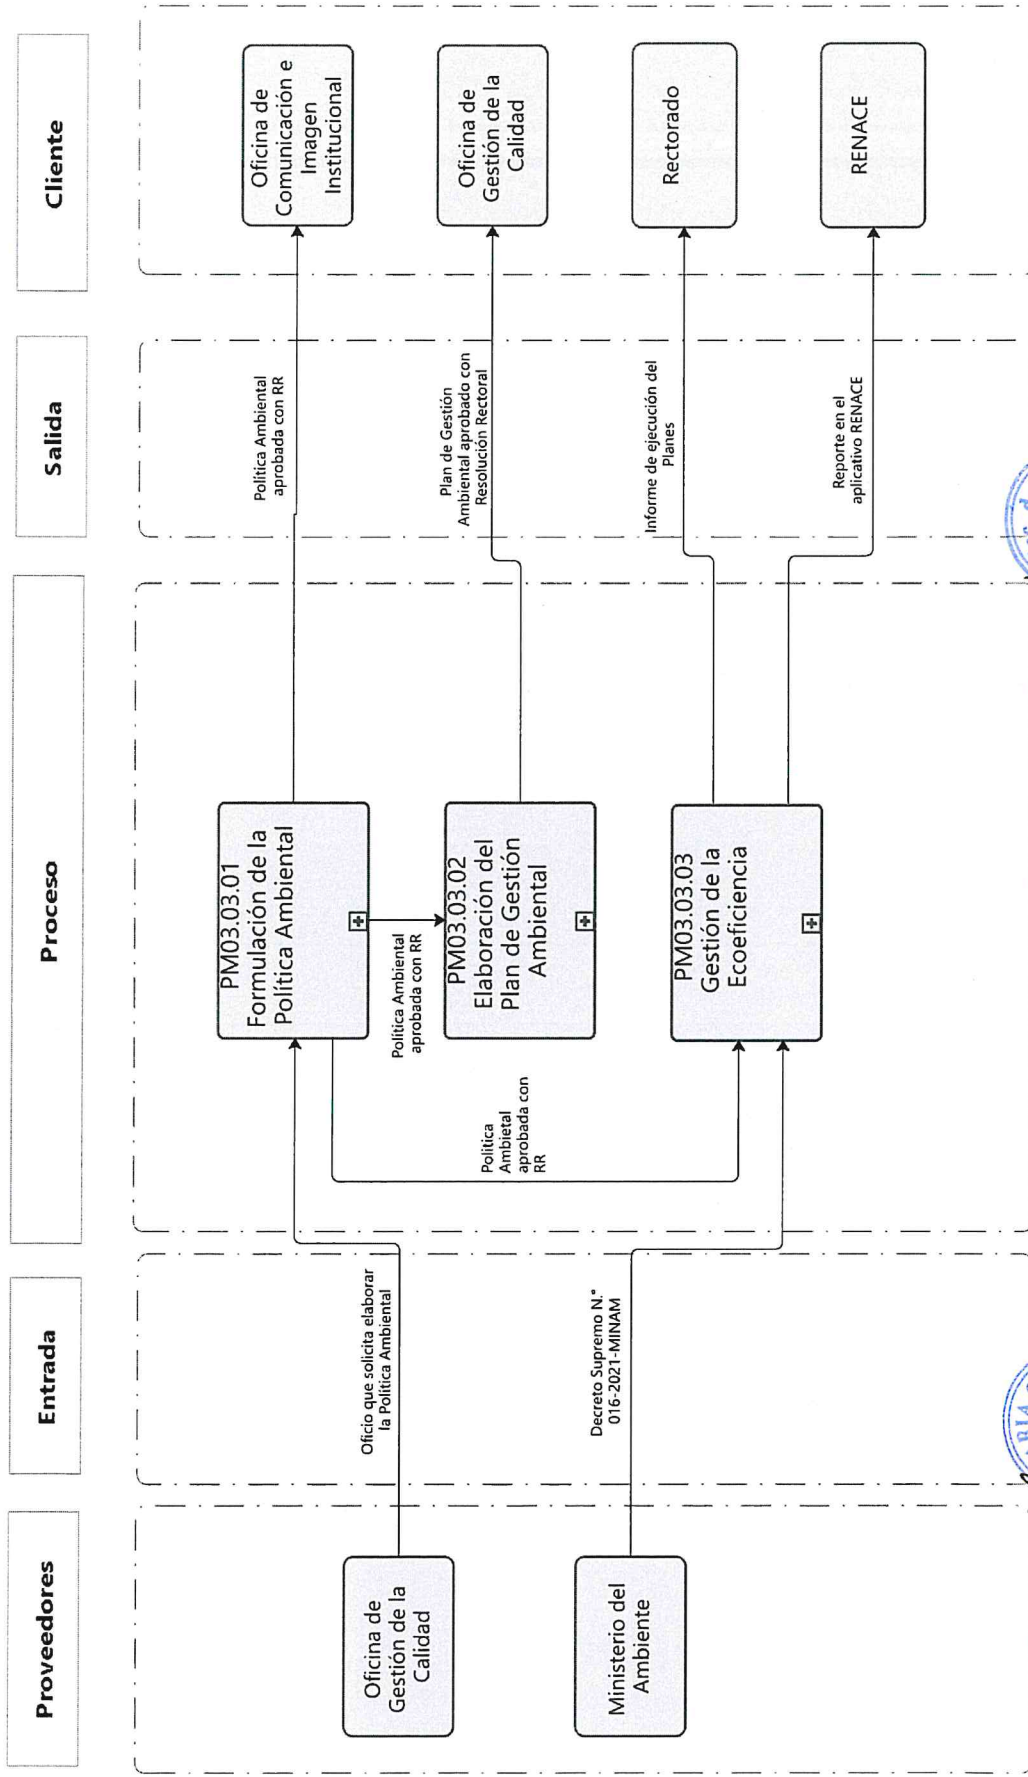 Proveedores
Entrada
Proceso
Salida
Cliente
Oficina de
Gestión de la
Calidad
Ministerio del
Ambiente
Oficio que solicita elaborar
la Politica Ambiental
Decreto Supremo N.°
016-2021-MINAM
PM03.03.01
Formulación de la
Política Ambiental
Politica Ambiental
aprobada con RR
Politica
Ambietal
aprobada con
RR
PM03.03.02
Elaboración del
Plan de Gestión
Ambiental
PM03.03.03
Gestión de la
Ecoeficiencia
Politica Ambiental
aprobada con RR
Plan de Gestión
Ambiental aprobado con
Resolución Rectoral
Informe de ejecución del
Planes
Reporte en el
aplicativo RENACE
Oficina de
Comunicación e
Imagen
Institucional
Oficina de
Gestión de la
Calidad
Rectorado
RENACE